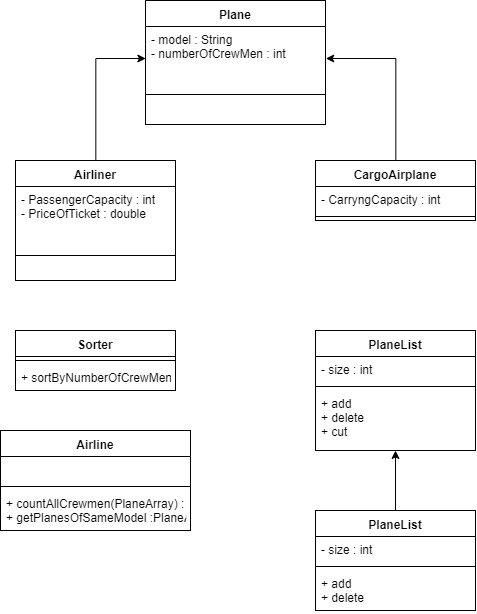 Plane
- model : String
- numberOfCrewMen : int
Airliner
- PassengerCapacity : int
- PriceOfTicket : double
CargoAirplane
- CarryngCapacity : int
Sorter
+ sortByNumberOfCrewMen
PlaneList
- size : int
+ add
+ delete
+ cut
Airline
+ countAllCrewmen(PlaneArray) :
+ getPlanesOfSameModel :Plane
PlaneList
- size : int
+ add
+ delete